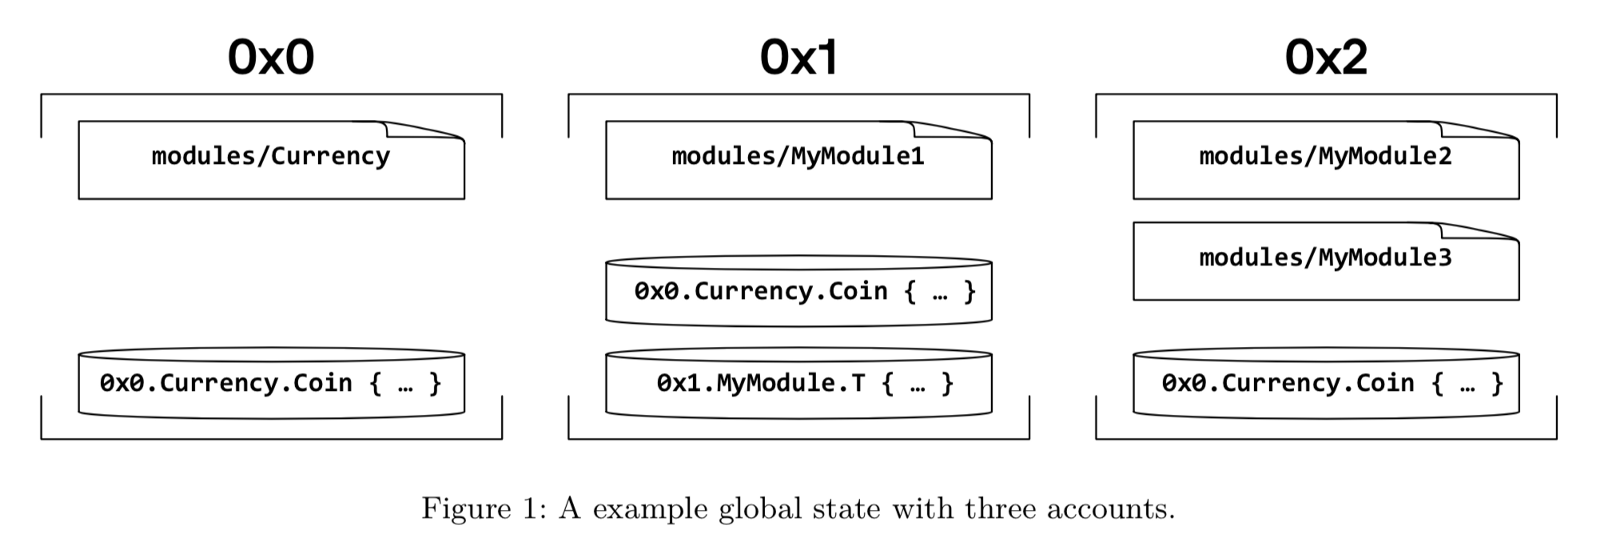 0x0
0x1
0x2
modules/Currency
modules/MyModule1
modules/MyModule2
modules/MyModule3
0x0.Currency.Coin { … }
0x0.Currency.Coin { … }
0x1.MyModule.T { … }
0x0.Currency.Coin { … }
Figure 1: A example global state with three accounts.